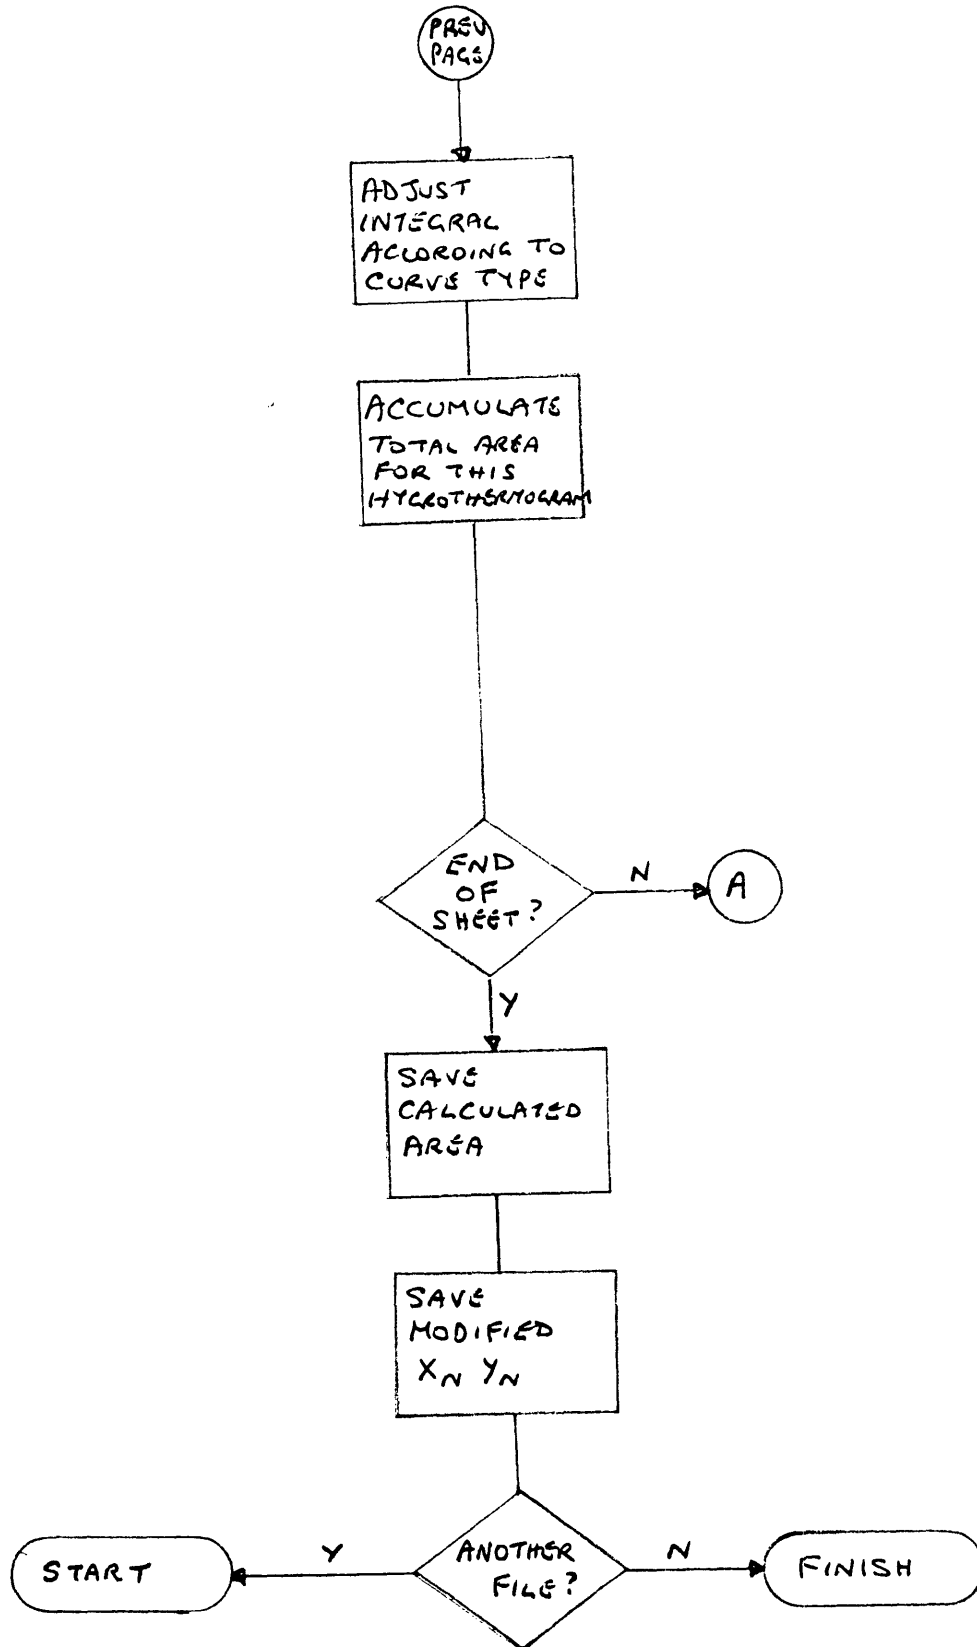 PREV
PAGE
ADJUST
INTEGRAL
ACLORDING TO
CURVE TYPE
ACCUMULATE
TOTAL AREA
FOR THIS
HYGROTHERMOGRAM
END
OF
SHEET?
N
A
Y
SAVE
CALCULATED
AREA
SAVE
MODIFIED
XN YN
ANOTHER
FILE?
Y
START
N
FINISH